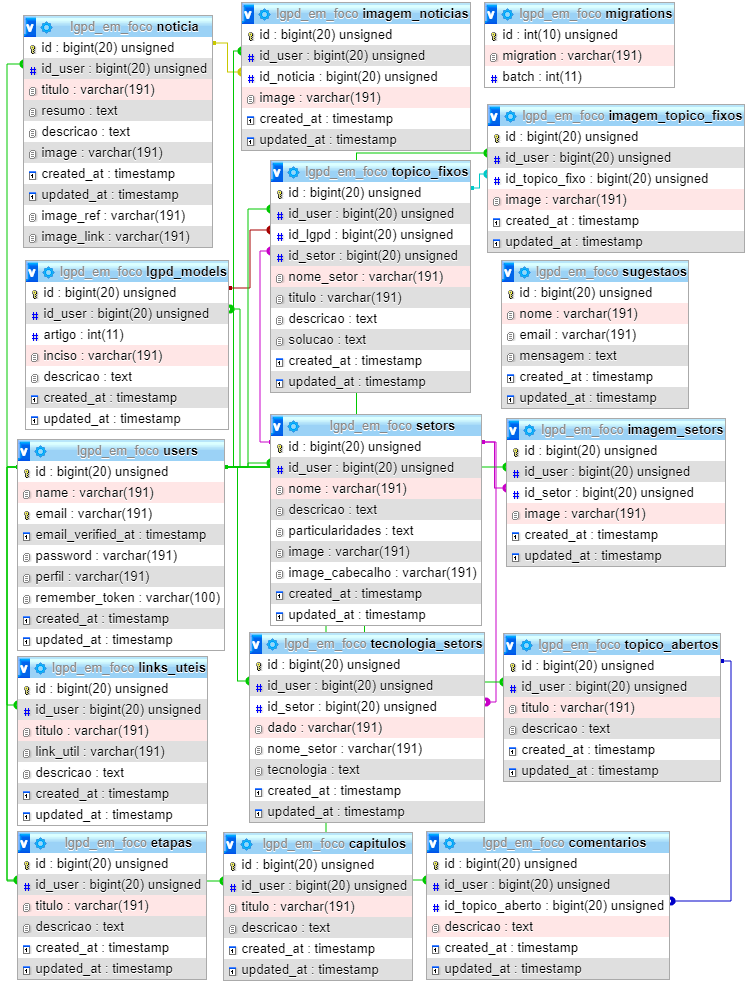 lgpd_em_foco noticia
id : bigint(20) unsigned
id_user : bigint(20) unsigned
titulo : varchar(191)
resumo : text
descricao : text
image : varchar(191)
created_at : timestamp
updated_at : timestamp
image_ref : varchar(191)
image_link : varchar(191)
lgpd_em_foco imagem_noticias
id : bigint(20) unsigned
id_user : bigint(20) unsigned
id_noticia : bigint(20) unsigned
image : varchar(191)
created_at : timestamp
updated_at : timestamp
lgpd_em_foco migrations
id : int(10) unsigned
migration : varchar(191)
batch : int(11)
lgpd_em_foco imagem_topico_fixos
id : bigint(20) unsigned
id_user : bigint(20) unsigned
id_topico_fixo : bigint(20) unsigned
image : varchar(191)
created_at : timestamp
updated_at : timestamp
lgpd_em_foco topico_fixos
id : bigint(20) unsigned
id_user : bigint(20) unsigned
id_lgpd : bigint(20) unsigned
id_setor : bigint(20) unsigned
nome_setor : varchar(191)
titulo : varchar(191)
descricao : text
solucao : text
created_at : timestamp
updated_at : timestamp
lgpd_em_foco lgpd_models
id : bigint(20) unsigned
id_user : bigint(20) unsigned
artigo : int(11)
inciso : varchar(191)
descricao : text
created_at : timestamp
updated_at : timestamp
lgpd_em_foco sugestaos
id : bigint(20) unsigned
nome : varchar(191)
email : varchar(191)
mensagem : text
created_at : timestamp
updated_at : timestamp
lgpd_em_foco users
id : bigint(20) unsigned
name : varchar(191)
email : varchar(191)
email_verified_at : timestamp
password : varchar(191)
perfil : varchar(191)
remember_token : varchar(100)
created_at : timestamp
updated_at : timestamp
lgpd_em_foco setors
id : bigint(20) unsigned
id_user : bigint(20) unsigned
nome : varchar(191)
descricao : text
particularidades : text
image : varchar(191)
image_cabecalho : varchar(191)
created_at : timestamp
updated_at : timestamp
lgpd_em_foco imagem_setors
id : bigint(20) unsigned
id_user : bigint(20) unsigned
id_setor : bigint(20) unsigned
image : varchar(191)
created_at : timestamp
updated_at : timestamp
lgpd_em_foco links_uteis
id : bigint(20) unsigned
id_user : bigint(20) unsigned
titulo : varchar(191)
link_util : varchar(191)
descricao : text
created_at : timestamp
updated_at : timestamp
lgpd_em_foco tecnologia_setors
id : bigint(20) unsigned
id_user : bigint(20) unsigned
id_setor : bigint(20) unsigned
dado : varchar(191)
nome_setor : varchar(191)
tecnologia : text
created_at : timestamp
updated_at : timestamp
lgpd_em_foco topico_abertos
id : bigint(20) unsigned
id_user : bigint(20) unsigned
titulo : varchar(191)
descricao : text
created_at : timestamp
updated_at : timestamp
lgpd_em_foco etapas
id : bigint(20) unsigned
id_user : bigint(20) unsigned
titulo : varchar(191)
descricao : text
created_at : timestamp
updated_at : timestamp
lgpd_em_foco capitulos
id : bigint(20) unsigned
id_user : bigint(20) unsigned
titulo : varchar(191)
descricao : text
created_at : timestamp
updated_at : timestamp
lgpd_em_foco comentarios
id : bigint(20) unsigned
id_user : bigint(20) unsigned
id_topico_aberto : bigint(20) unsigned
descricao : text
created_at : timestamp
updated_at : timestamp